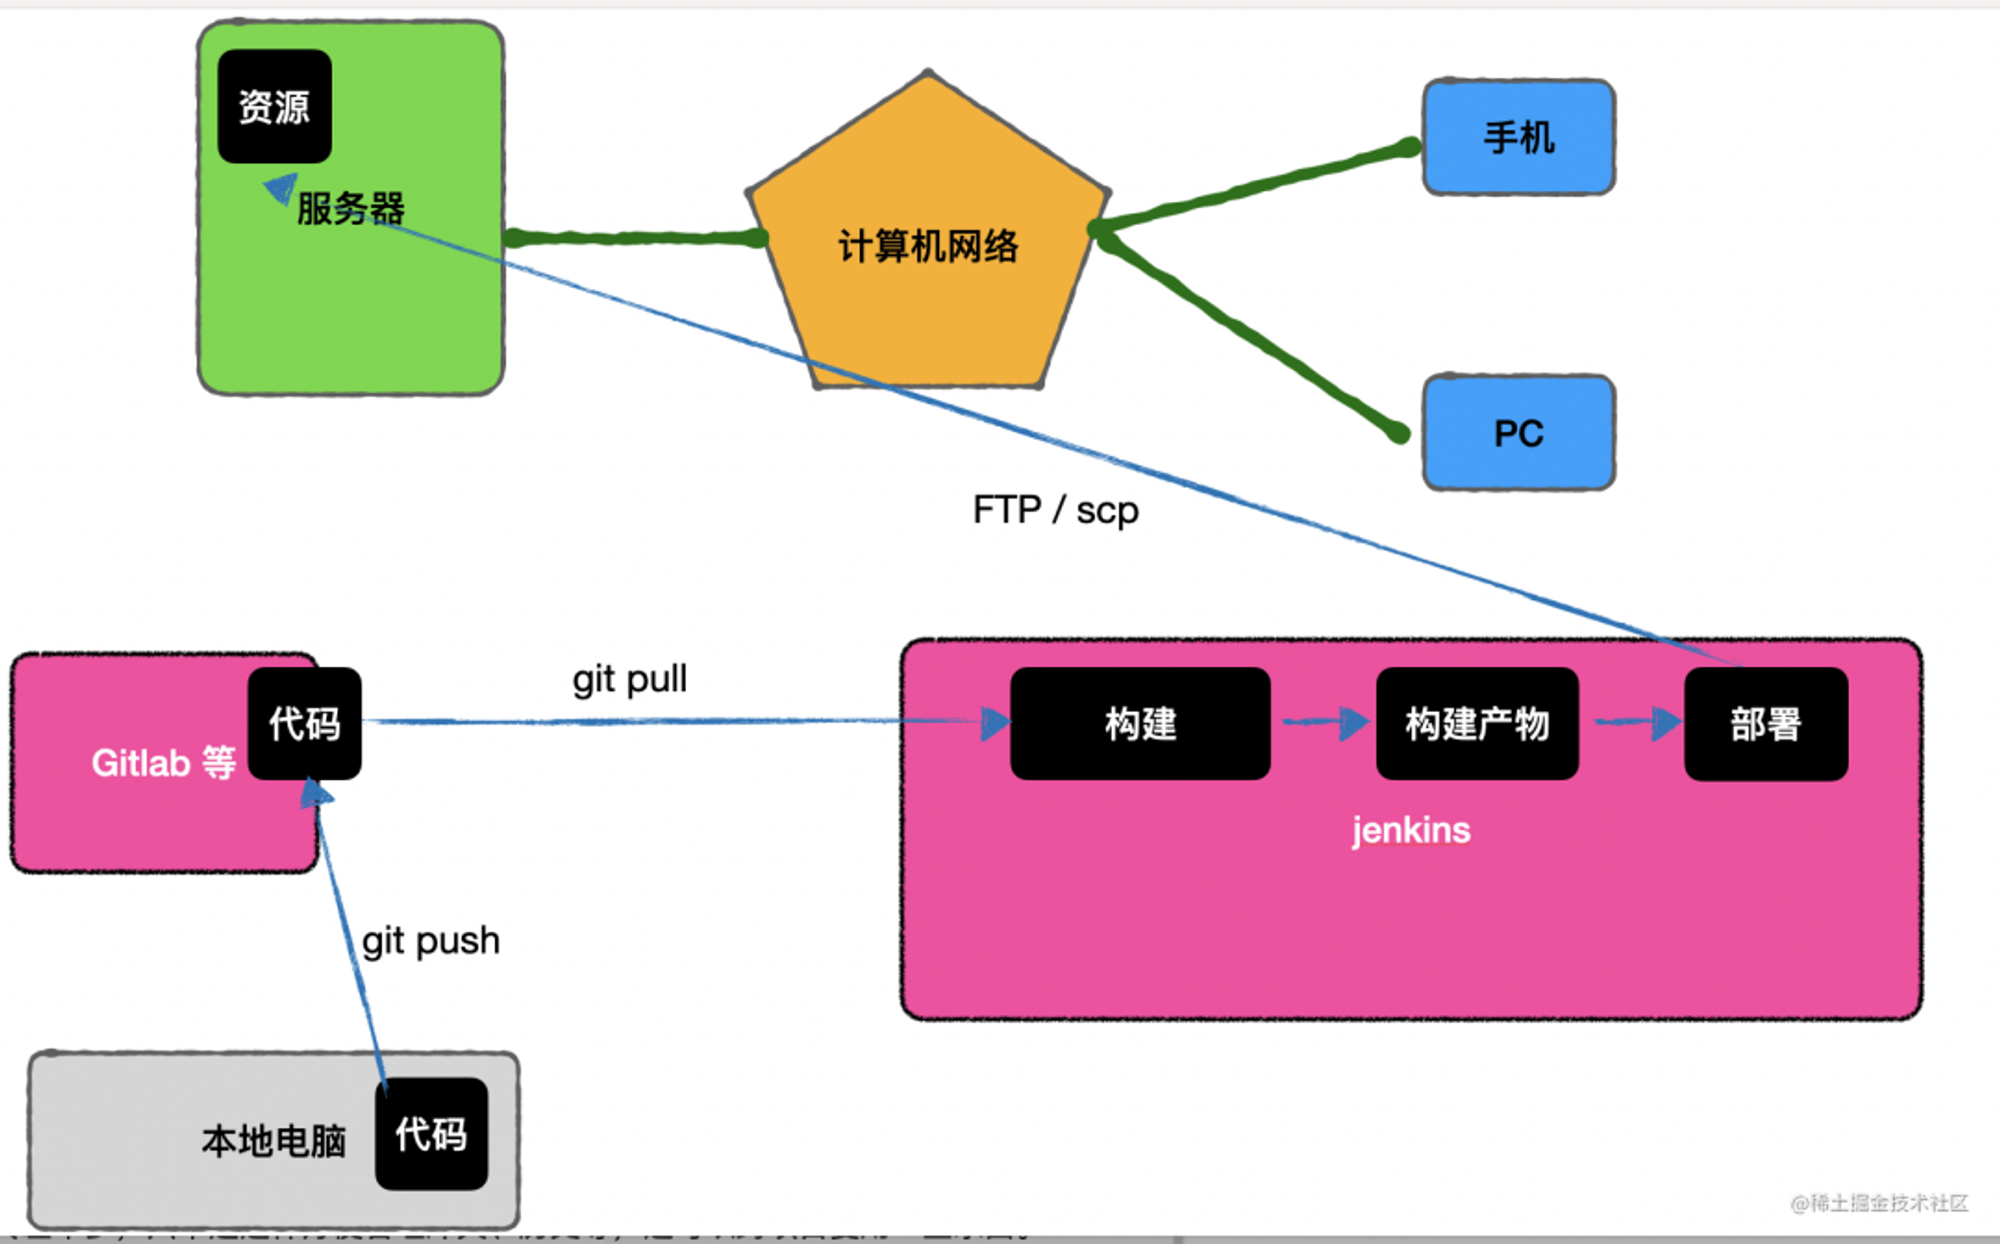 资源
服务器
计算机网络
手机
PC
FTP / scp
Gitlab 等
代码
git pull
构建
构建产物
部署
jenkins
git push
本地电脑
代码
@稀土掘金技术社区